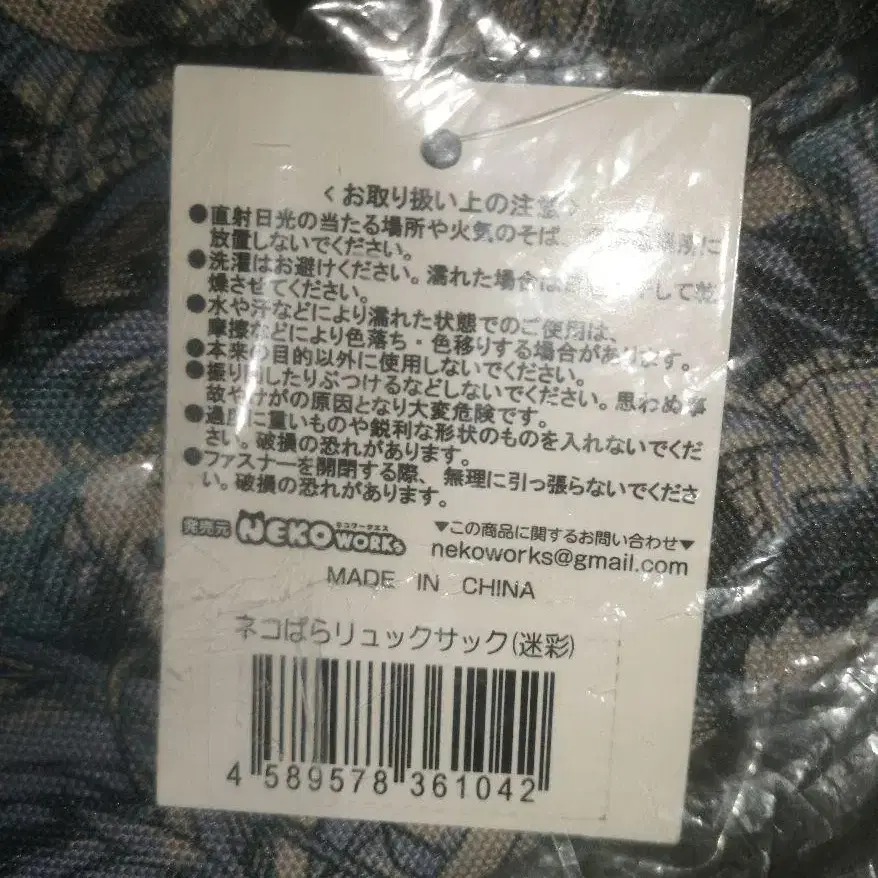 < お取り扱い上の注意 >
●直射日光の当たる場所や火気のそば、
放置しないでください。
●洗濯はお避けください。濡れた場合は 干して乾
燥させてください。
●水や汗などにより濡れた状態でのご使用は、
摩擦などにより色落ち・色移りする場合があります。
●本来の目的以外に使用しないでください。
●振り回したりぶつけるなどしないでください。思わぬ事
故やけがの原因となり大変危険です。
●過度に重いものや鋭利な形状のものを入れないでくだ
さい。破損の恐れがあります。
●ファスナーを開閉する際、無理に引っ張らないでくださ
い。破損の恐れがあります。
発売元 NEKO WORKs ネコワークス
▼この商品に関するお問い合わせ▼
nekoworks@gmail.com
MADE IN CHINA
ネコぱらリュックサック(迷彩)
4 589578 361042